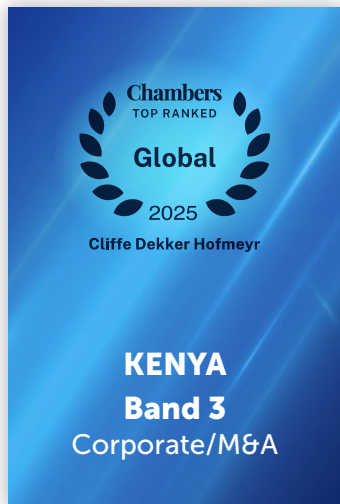 Chambers
TOP RANKED
Global
2025
Cliffe Dekker Hofmeyr
KENYA
Band 3
Corporate/M&A